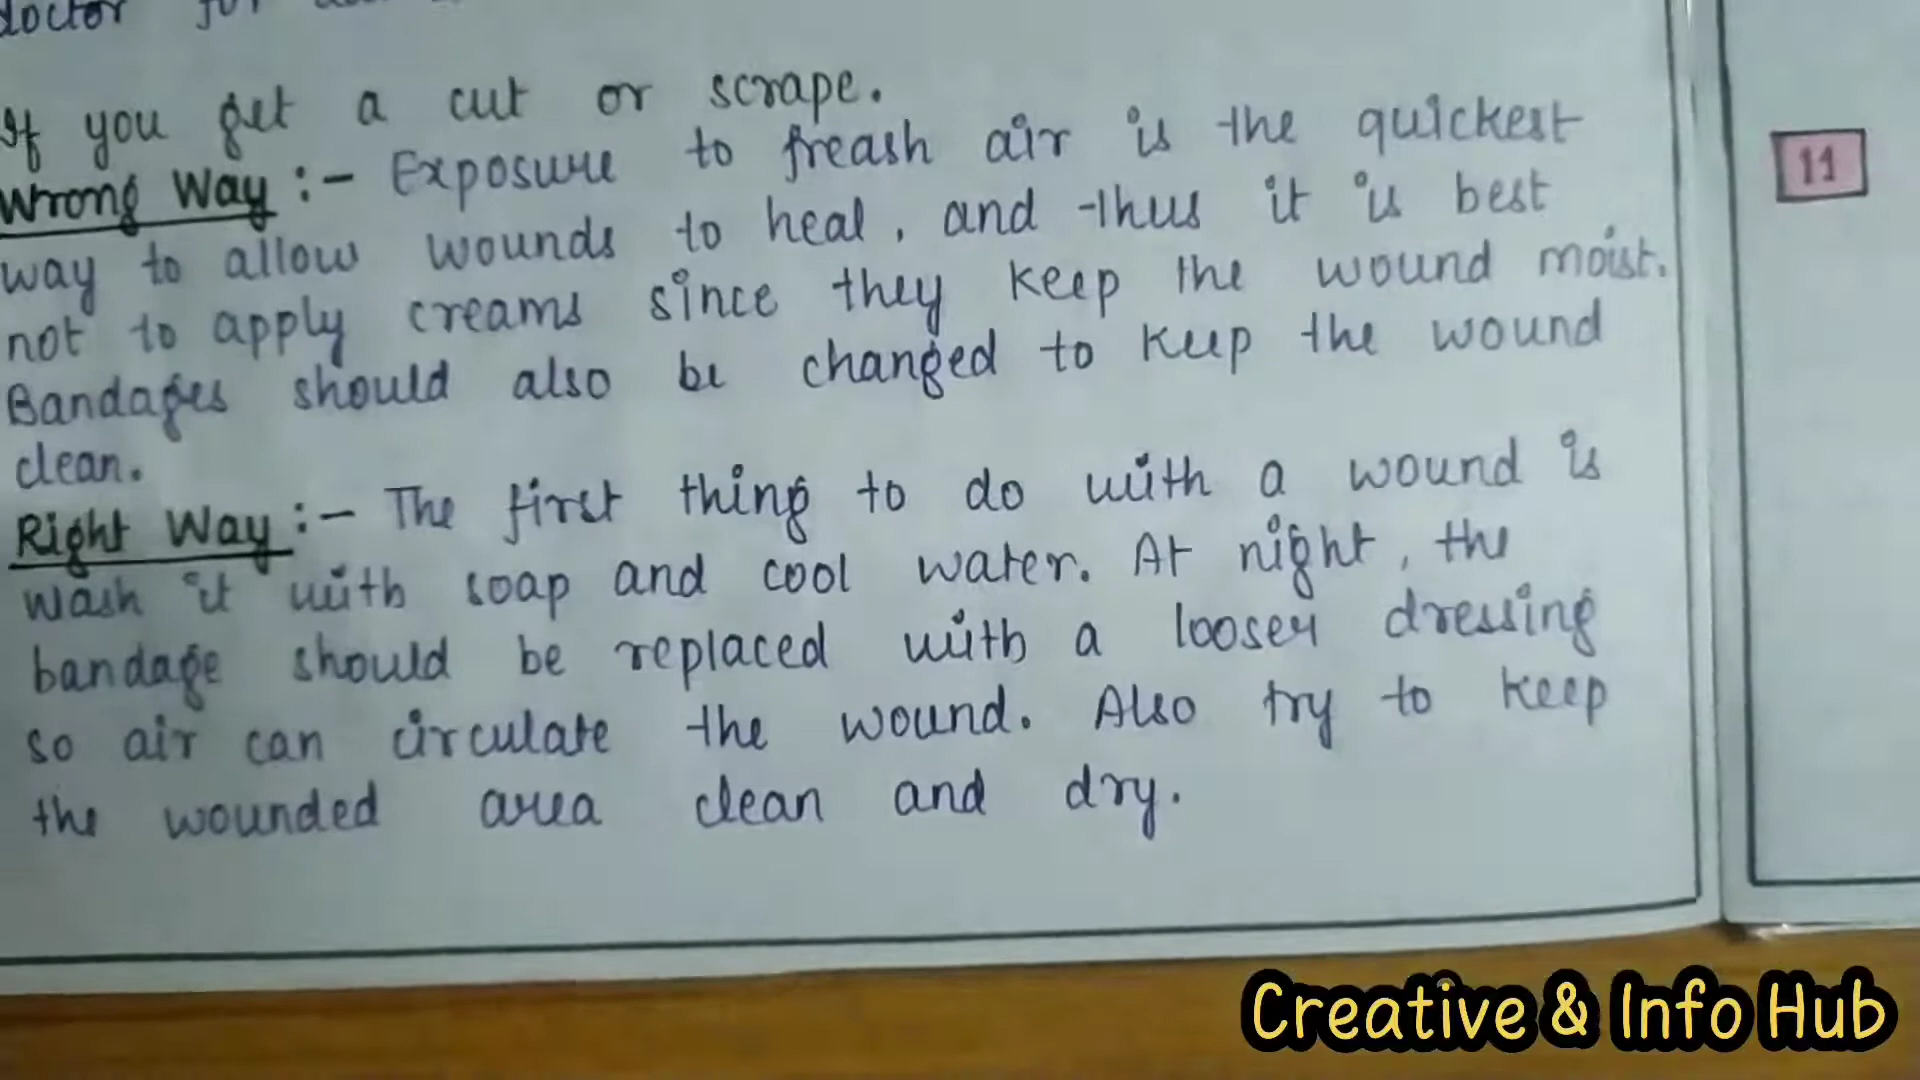 doctor for
If you get a cut or scrape.
Wrong Way :- Exposure to freash air is the quickest
way to allow wounds to heal, and thus it is best
not to apply creams since they keep the wound moist.
Bandages should also be changed to keep the wound
clean.
Right Way :- The first thing to do with a wound is
wash it with soap and cool water. At night, the
bandage should be replaced with a looser dressing
so air can circulate the wound. Also try to keep
the wounded area clean and dry.
11
Creative & Info Hub